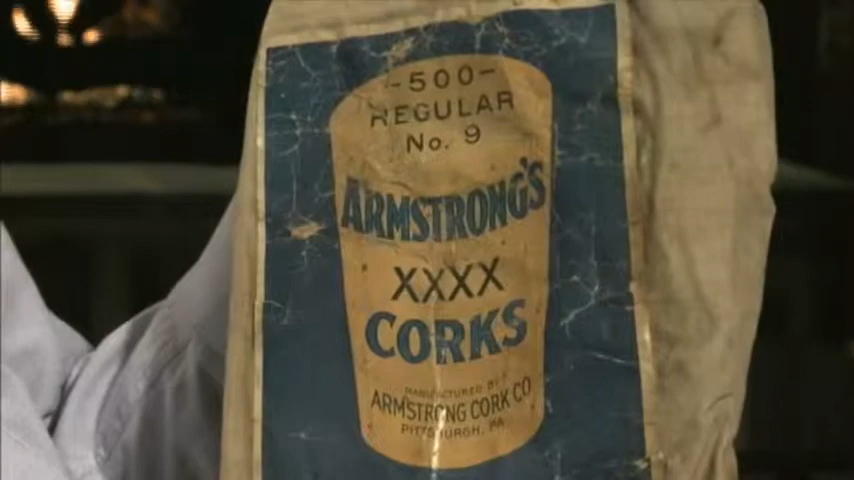 -500-
REGULAR
No. 9
ARMSTRONG'S
XXXX
CORKS
MANUFACTURED BY
ARMSTRONG CORK CO
PITTSBURGH, PA